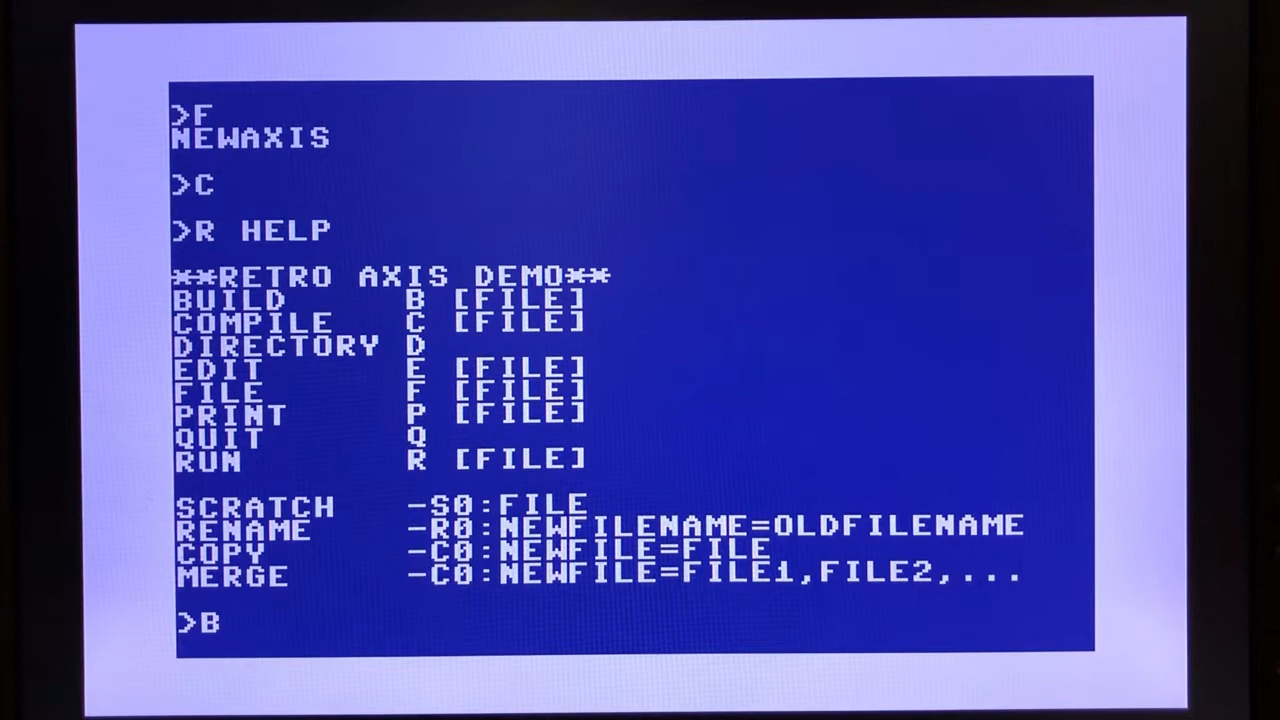 >F
NEWAXIS
>C
>R HELP
**RETRO AXIS DEMO**
BUILD B [FILE]
COMPILE C [FILE]
DIRECTORY D
EDIT E [FILE]
FILE F [FILE]
PRINT P [FILE]
QUIT Q
RUN R [FILE]
SCRATCH -S0:FILE
RENAME -R0:NEWFILENAME=OLDFILENAME
COPY -C0:NEWFILE=FILE
MERGE -C0:NEWFILE=FILE1,FILE2,...
>B